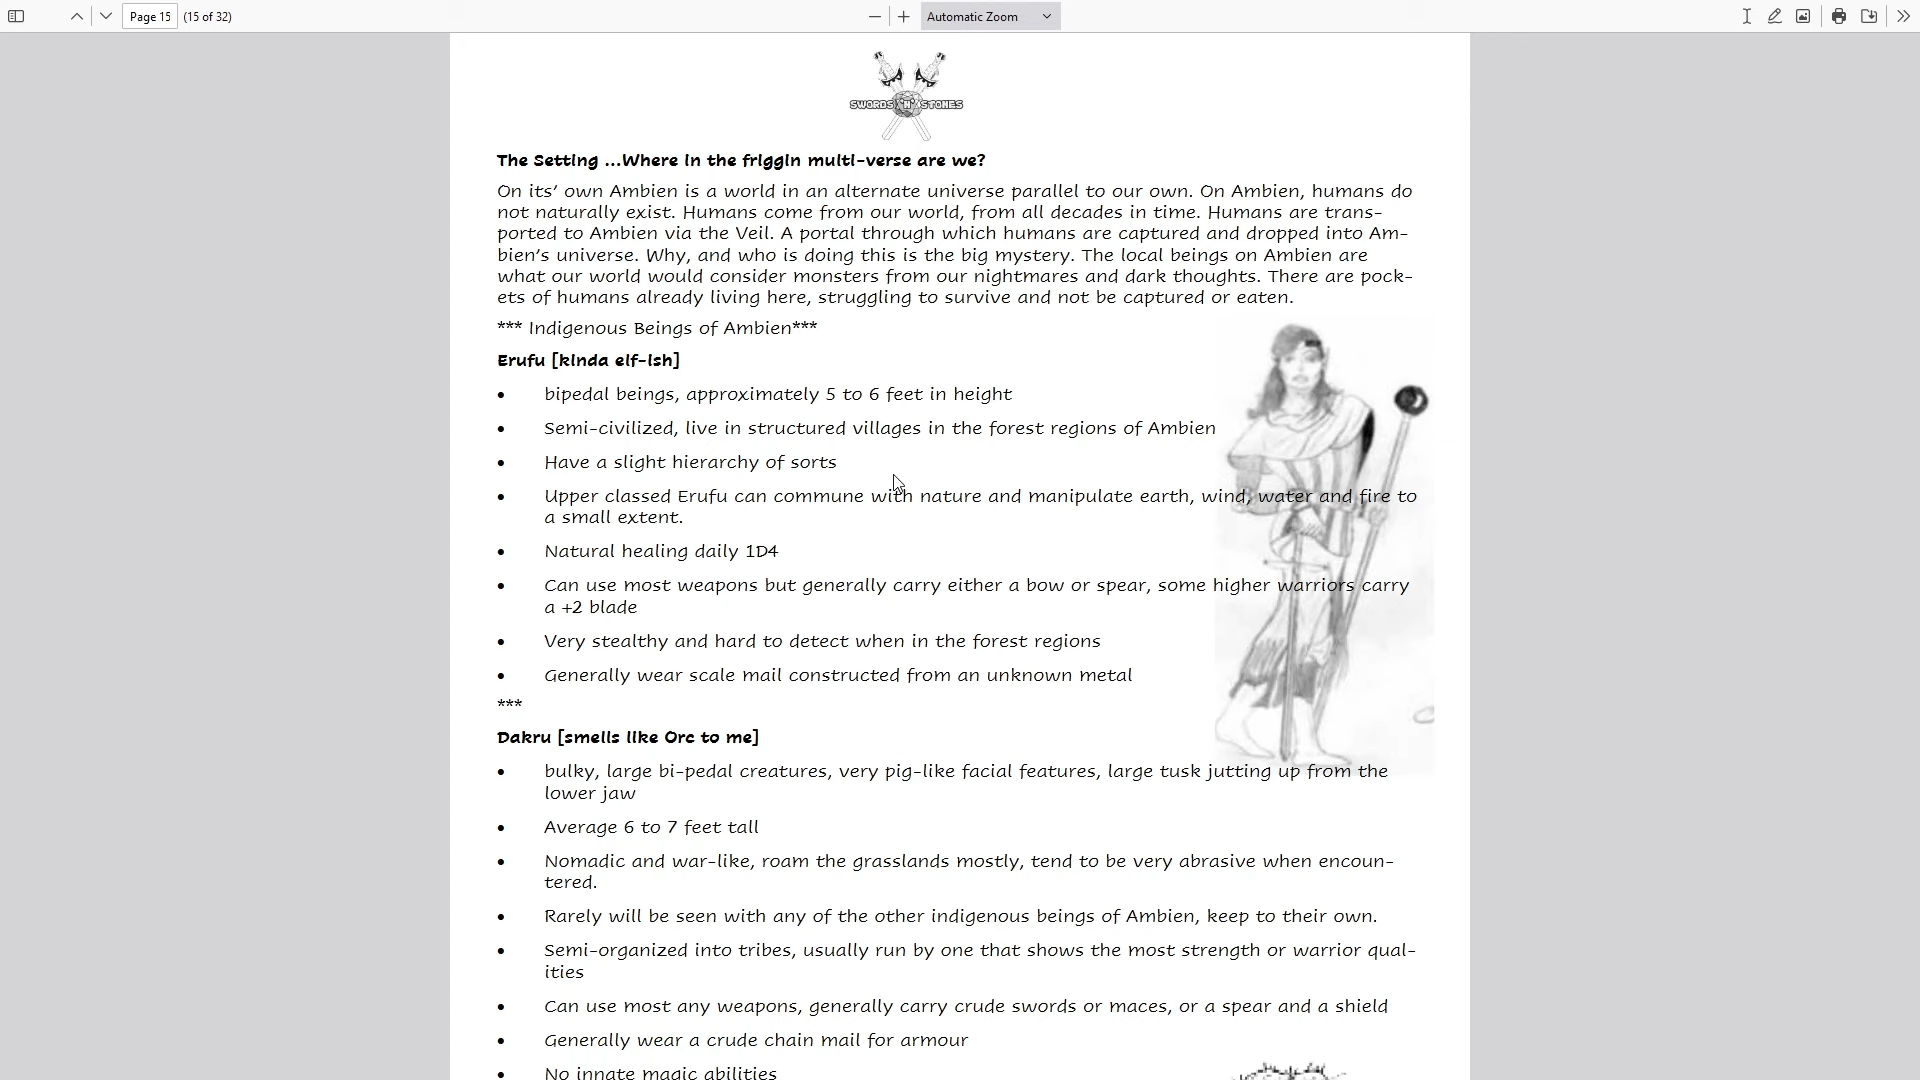 Page 15
(15 of 32)
Automatic Zoom
SWORDS 'N' STONES
The Setting ...Where in the friggin multi-verse are we?
On its’ own Ambien is a world in an alternate universe parallel to our own. On Ambien, humans do
not naturally exist. Humans come from our world, from all decades in time. Humans are trans-
ported to Ambien via the Veil. A portal through which humans are captured and dropped into Am-
bien’s universe. Why, and who is doing this is the big mystery. The local beings on Ambien are
what our world would consider monsters from our nightmares and dark thoughts. There are pock-
ets of humans already living here, struggling to survive and not be captured or eaten.
*** Indigenous Beings of Ambien***
Erufu [kinda elf-ish]
• bipedal beings, approximately 5 to 6 feet in height
• Semi-civilized, live in structured villages in the forest regions of Ambien
• Have a slight hierarchy of sorts
• Upper classed Erufu can commune with nature and manipulate earth, wind, water and fire to
a small extent.
• Natural healing daily 1D4
• Can use most weapons but generally carry either a bow or spear, some higher warriors carry
a +2 blade
• Very stealthy and hard to detect when in the forest regions
• Generally wear scale mail constructed from an unknown metal
***
Dakru [smells like Orc to me]
• bulky, large bi-pedal creatures, very pig-like facial features, large tusk jutting up from the
lower jaw
• Average 6 to 7 feet tall
• Nomadic and war-like, roam the grasslands mostly, tend to be very abrasive when encoun-
tered.
• Rarely will be seen with any of the other indigenous beings of Ambien, keep to their own.
• Semi-organized into tribes, usually run by one that shows the most strength or warrior qual-
ities
• Can use most any weapons, generally carry crude swords or maces, or a spear and a shield
• Generally wear a crude chain mail for armour
• No innate magic abilities